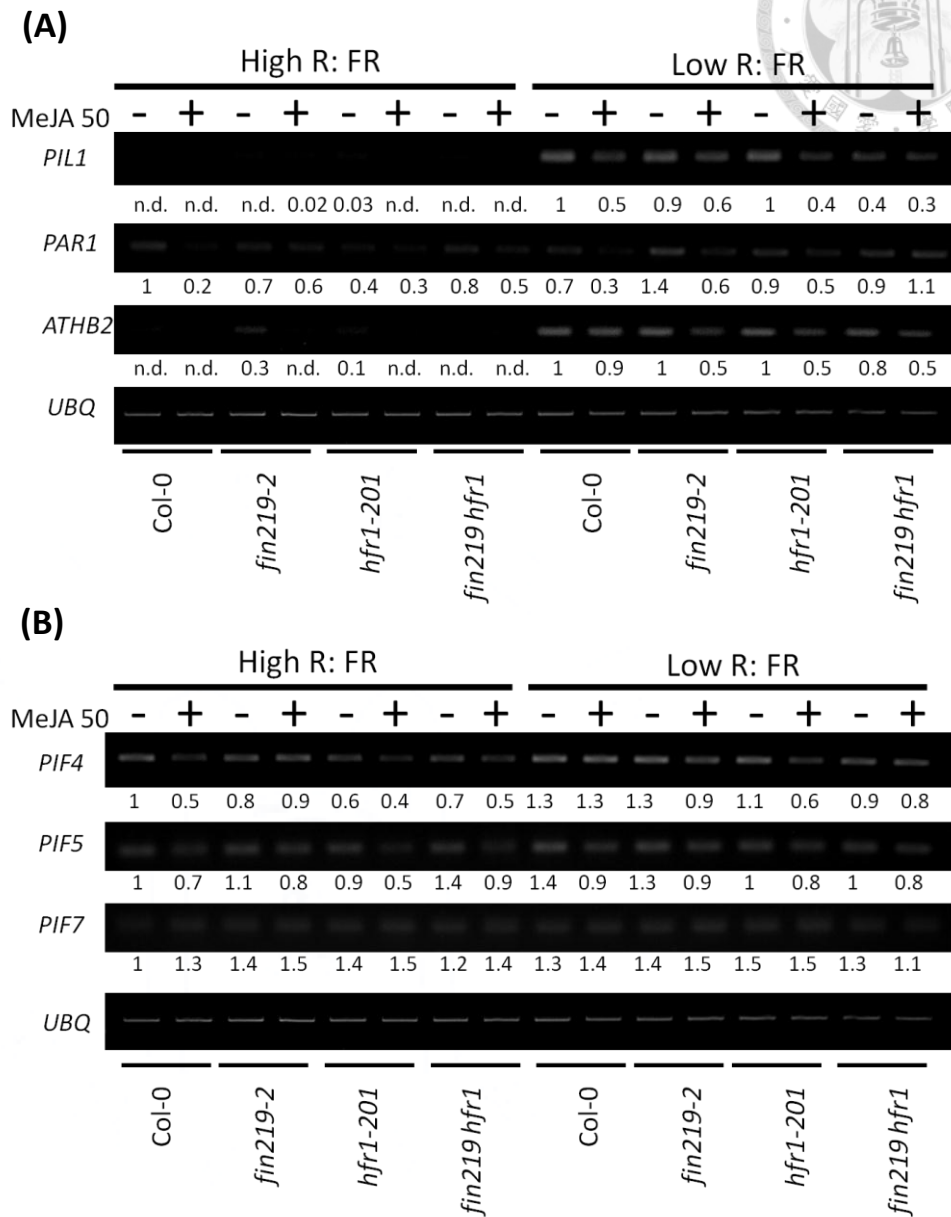 (A)
High R: FR Low R: FR
MeJA 50 - + - + - + - + - + - + - + - +
PIL1
n.d. n.d. n.d. 0.02 0.03 n.d. n.d. n.d. 1 0.5 0.9 0.6 1 0.4 0.4 0.3
PAR1
1 0.2 0.7 0.6 0.4 0.3 0.8 0.5 0.7 0.3 1.4 0.6 0.9 0.5 0.9 1.1
ATHB2
n.d. n.d. 0.3 n.d. 0.1 n.d. n.d. n.d. 1 0.9 1 0.5 1 0.5 0.8 0.5
UBQ
Col-0 fin219-2 hfr1-201 fin219 hfr1 Col-0 fin219-2 hfr1-201 fin219 hfr1
(B)
High R: FR Low R: FR
MeJA 50 - + - + - + - + - + - + - + - +
PIF4
1 0.5 0.8 0.9 0.6 0.4 0.7 0.5 1.3 1.3 1.3 0.9 1.1 0.6 0.9 0.8
PIF5
1 0.7 1.1 0.8 0.9 0.5 1.4 0.9 1.4 0.9 1.3 0.9 1 0.8 1 0.8
PIF7
1 1.3 1.4 1.5 1.4 1.5 1.2 1.4 1.3 1.4 1.4 1.5 1.5 1.5 1.3 1.1
UBQ
Col-0 fin219-2 hfr1-201 fin219 hfr1 Col-0 fin219-2 hfr1-201 fin219 hfr1